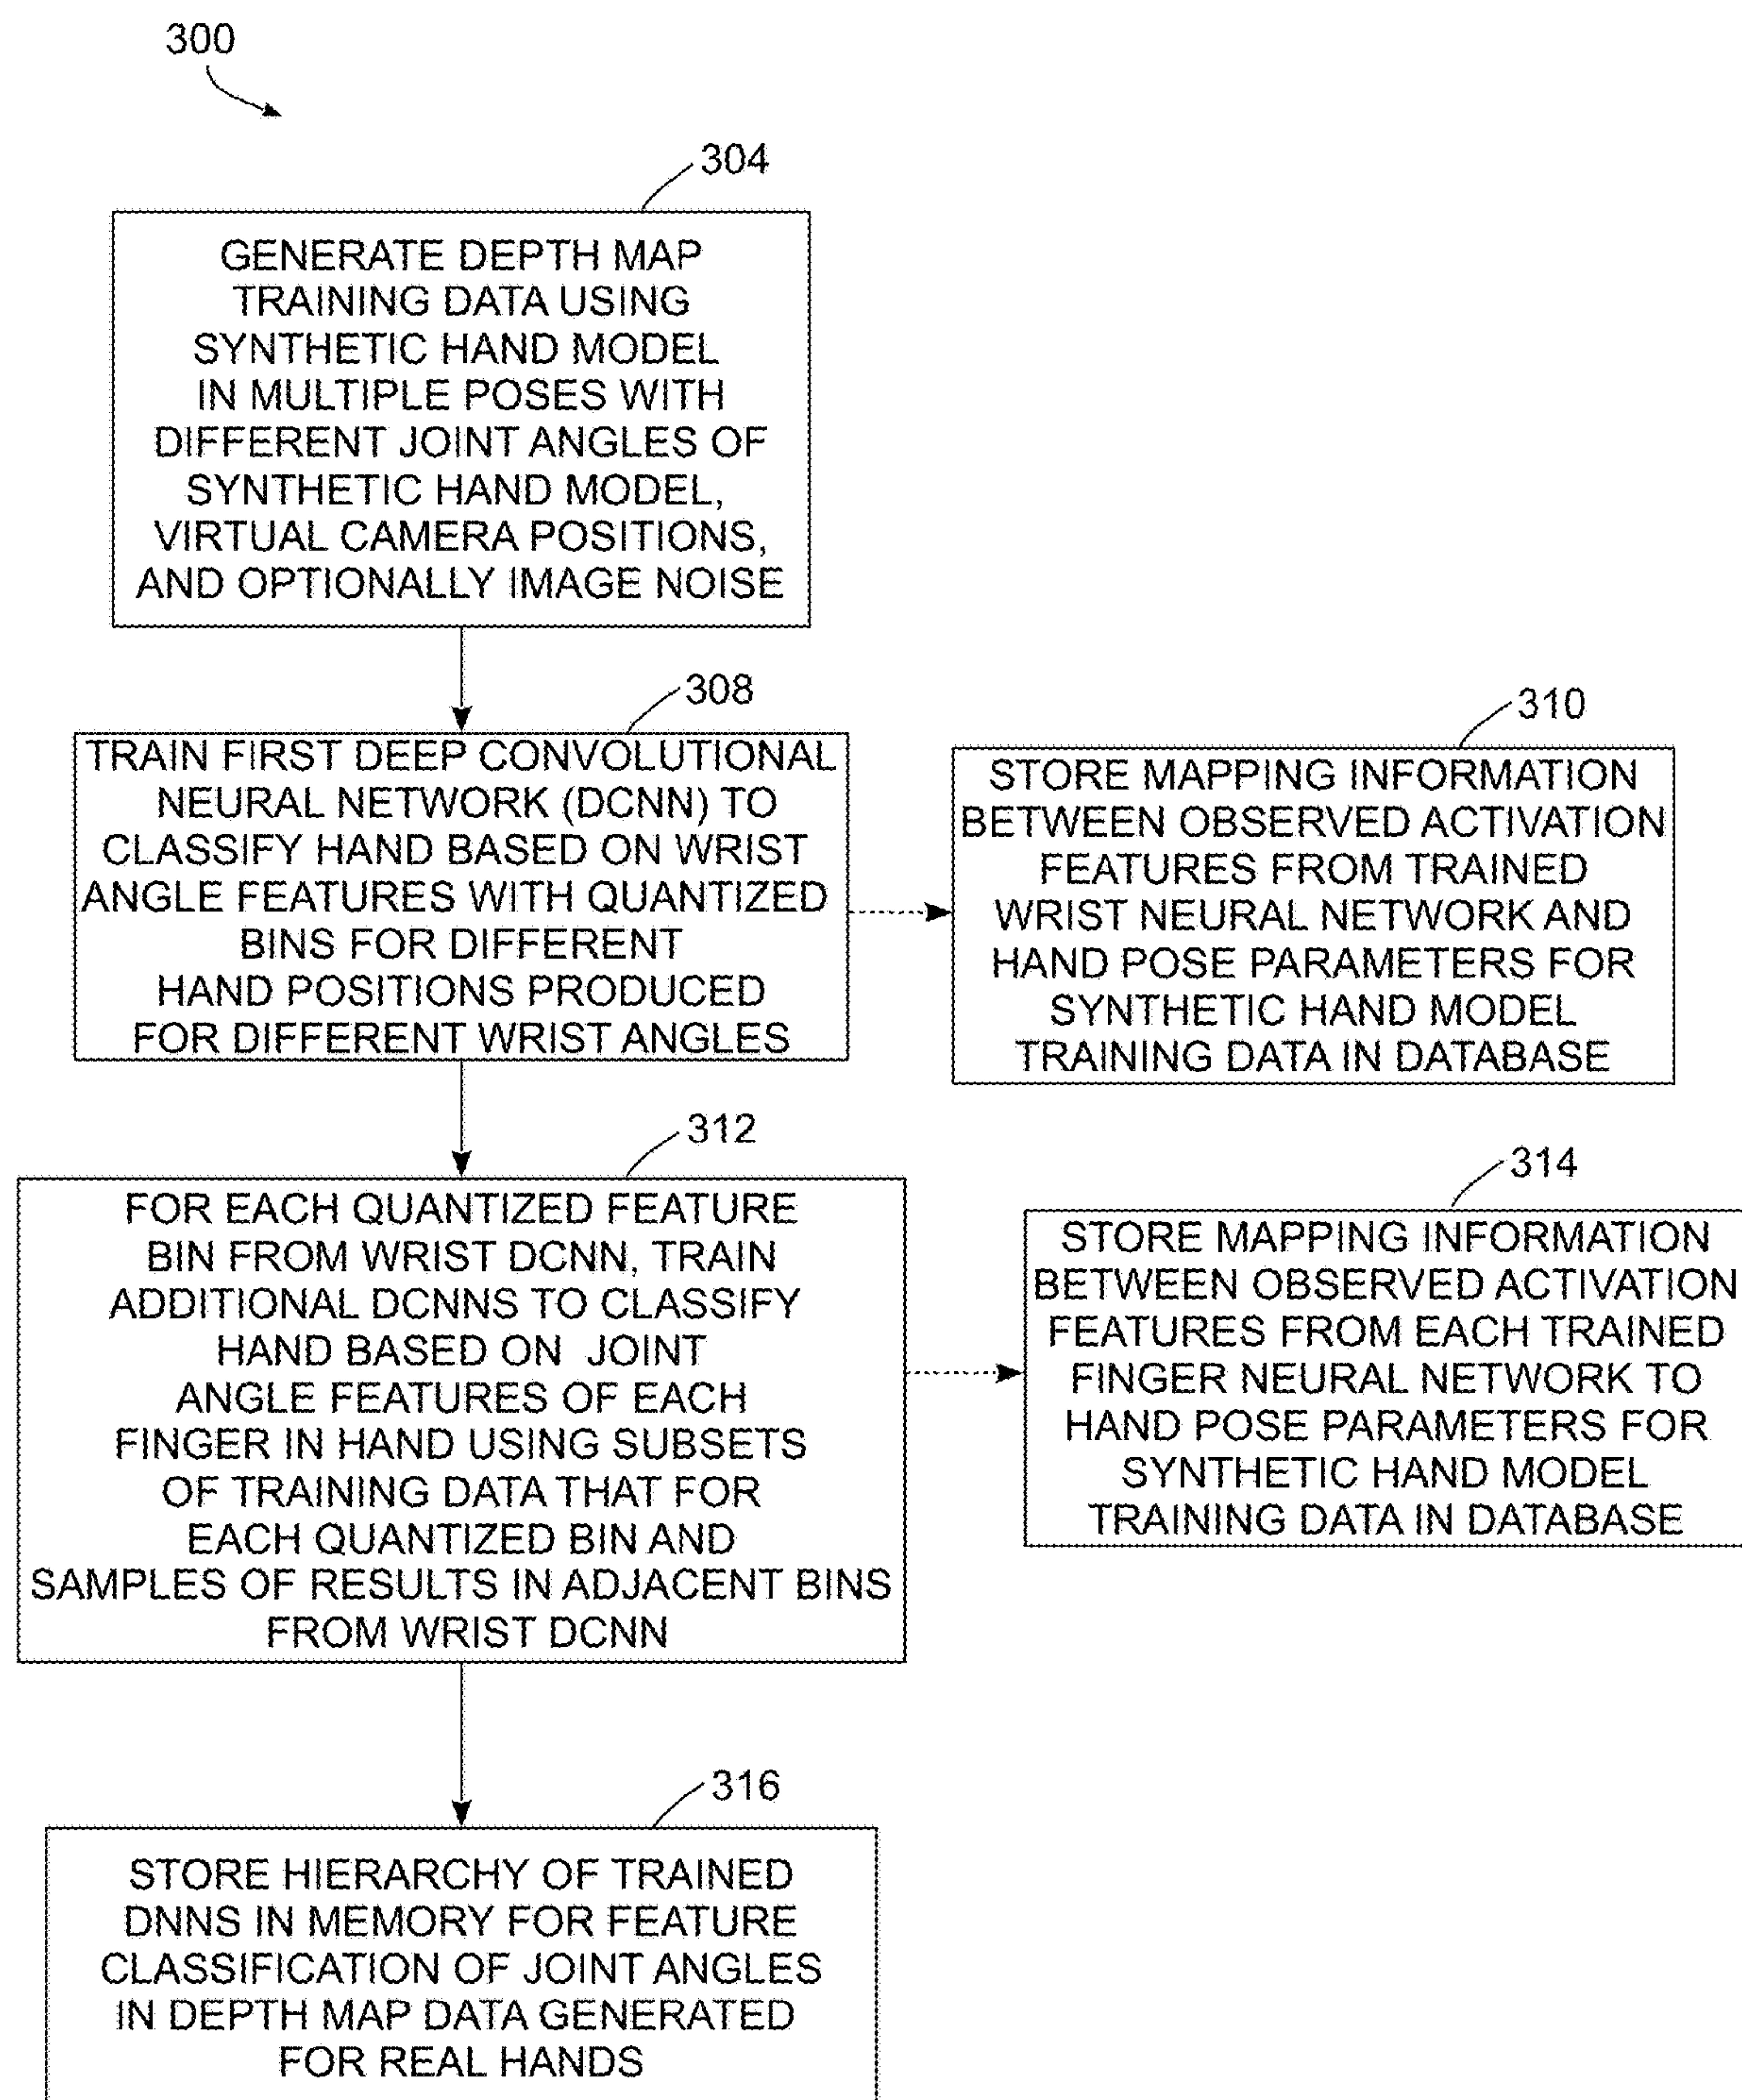 300
304
GENERATE DEPTH MAP
TRAINING DATA USING
SYNTHETIC HAND MODEL
IN MULTIPLE POSES WITH
DIFFERENT JOINT ANGLES OF
SYNTHETIC HAND MODEL,
VIRTUAL CAMERA POSITIONS,
AND OPTIONALLY IMAGE NOISE
308
TRAIN FIRST DEEP CONVOLUTIONAL
NEURAL NETWORK (DCNN) TO
CLASSIFY HAND BASED ON WRIST
ANGLE FEATURES WITH QUANTIZED
BINS FOR DIFFERENT
HAND POSITIONS PRODUCED
FOR DIFFERENT WRIST ANGLES
310
STORE MAPPING INFORMATION
BETWEEN OBSERVED ACTIVATION
FEATURES FROM TRAINED
WRIST NEURAL NETWORK AND
HAND POSE PARAMETERS FOR
SYNTHETIC HAND MODEL
TRAINING DATA IN DATABASE
312
FOR EACH QUANTIZED FEATURE
BIN FROM WRIST DCNN, TRAIN
ADDITIONAL DCNNS TO CLASSIFY
HAND BASED ON JOINT
ANGLE FEATURES OF EACH
FINGER IN HAND USING SUBSETS
OF TRAINING DATA THAT FOR
EACH QUANTIZED BIN AND
SAMPLES OF RESULTS IN ADJACENT BINS
FROM WRIST DCNN
314
STORE MAPPING INFORMATION
BETWEEN OBSERVED ACTIVATION
FEATURES FROM EACH TRAINED
FINGER NEURAL NETWORK TO
HAND POSE PARAMETERS FOR
SYNTHETIC HAND MODEL
TRAINING DATA IN DATABASE
316
STORE HIERARCHY OF TRAINED
DNNS IN MEMORY FOR FEATURE
CLASSIFICATION OF JOINT ANGLES
IN DEPTH MAP DATA GENERATED
FOR REAL HANDS